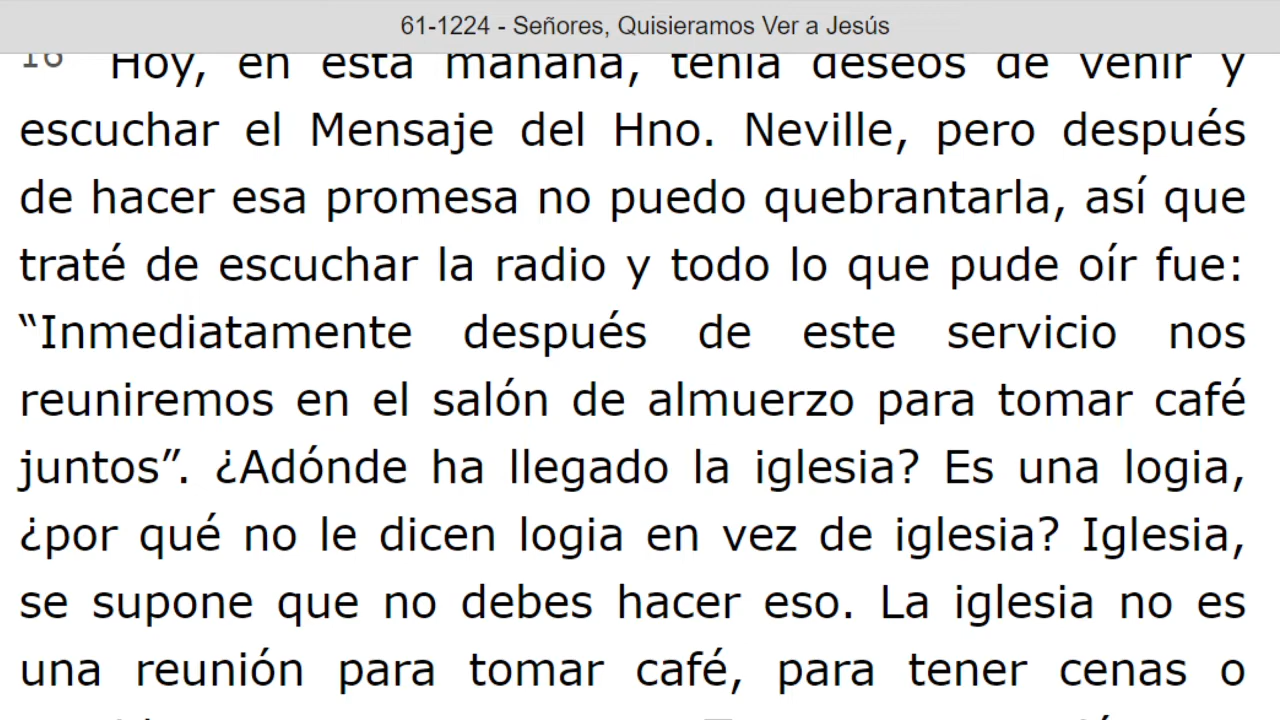 61-1224 - Señores, Quisieramos Ver a Jesús
16 Hoy, en esta mañana, tenía deseos de venir y
escuchar el Mensaje del Hno. Neville, pero después
de hacer esa promesa no puedo quebrantarla, así que
traté de escuchar la radio y todo lo que pude oír fue:
“Inmediatamente después de este servicio nos
reuniremos en el salón de almuerzo para tomar café
juntos”. ¿Adónde ha llegado la iglesia? Es una logia,
¿por qué no le dicen logia en vez de iglesia? Iglesia,
se supone que no debes hacer eso. La iglesia no es
una reunión para tomar café, para tener cenas o